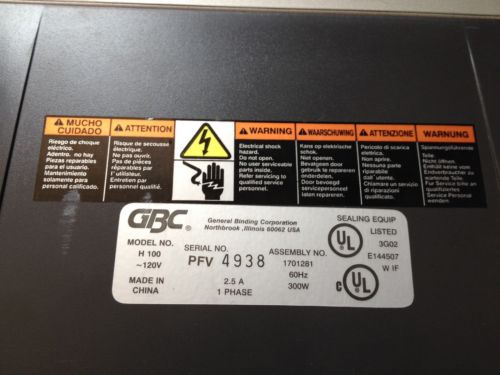 MUCHO
CUIDADO
Riesgo de choque
eléctrico.
Adentro, no hay
Piezas reparables
para el usuario.
Mantenimiento
solamente para
personal calificado.
ATTENTION
Risque de secousse
électrique.
Ne pas ouvrir.
Pas de pièces
réparables par
l' utiliseteur.
Entretien
seulement par
personnel qualifié.
WARNING
Electrical shock
hazard.
Do not open.
No user serviceable
parts inside.
Refer servicing to
qualified service
personnel.
WAARSCHUWING
Kans op elektrische
schok.
Niet openen.
Bevatgeen door
gebruiker te
repareren onderdelen.
Door bevoegd
servicepersoneel
laten repareren.
ATTENZIONE
Pericolo di scarica
elettrica.
Non aprire.
Nessuna parte
riparabile
dall´utente.
Chiamare un servizio
di riparazioni
qualificato.
WARNUNG
Spannungsführende
Teile
Nicht öffnen.
Enthält keine vom
Endverbraucher zu
wartende Teile.
Für Service bitte an
qualifiziertes
Personal wenden.
GBC
General Binding Corporation
Northbrook ,Illinois 60062 USA
MODEL NO.
H 100
~120V
MADE IN
CHINA
SERIAL NO.
PFV 4938
2.5 A
1 PHASE
ASSEMBLY NO.
1701281
60Hz
300W
SEALING EQUIP
UL
LISTED
3G02
E144507
C UL
W IF